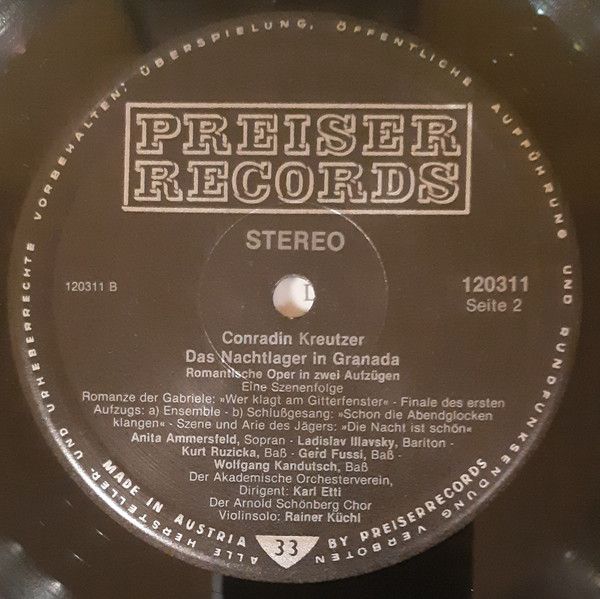 ALLE HERSTELLER- UND URHEBERRECHTE VORBEHALTEN; ÜBERSPIELUNG, ÖFFENTLICHE AUFFÜHRUNG UND RUNDFUNKSENDUNG VERBOTEN
PREISER
RECORDS
STEREO
120311 B
120311
Seite 2
Conradin Kreutzer
Das Nachtlager in Granada
Romantische Oper in zwei Aufzügen
Eine Szenenfolge
Romanze der Gabriele: »Wer klagt am Gitterfenster« - Finale des ersten
Aufzugs: a) Ensemble - b) Schlußgesang: »Schon die Abendglocken
klangen« - Szene und Arie des Jägers: »Die Nacht ist schön«
Anita Ammersfeld, Sopran - Ladislav Illavsky, Bariton -
Kurt Ruzicka, Baß - Gerd Fussi, Baß -
Wolfgang Kandutsch, Baß
Der Akademische Orchesterverein,
Dirigent: Karl Etti
Der Arnold Schönberg Chor
Violinsolo: Rainer Küchl
MADE IN AUSTRIA 33 BY PREISERRECORDS